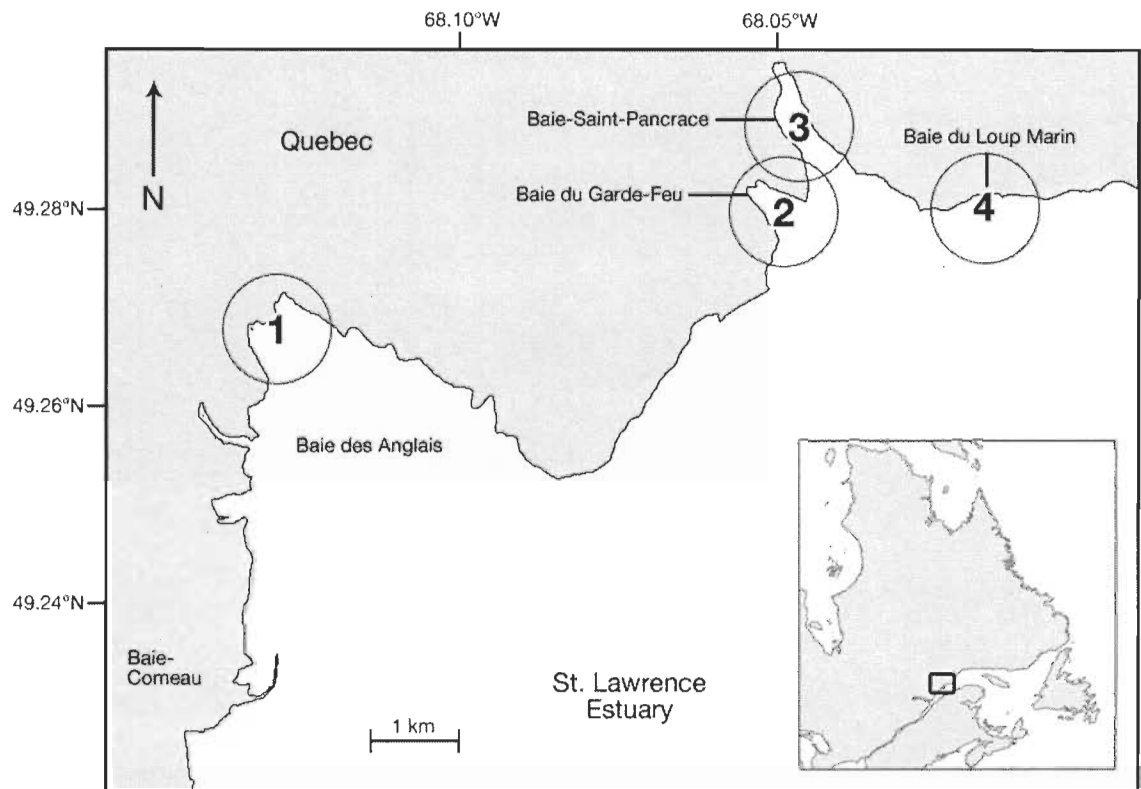 68.10°W
68.05°W
Quebec
N
Baie-Saint-Pancrace
3
Baie du Loup Marin
Baie du Garde-Feu
49.28°N
2
4
1
49.26°N
Baie des Anglais
49.24°N
Baie-
Comeau
St. Lawrence
Estuary
1 km